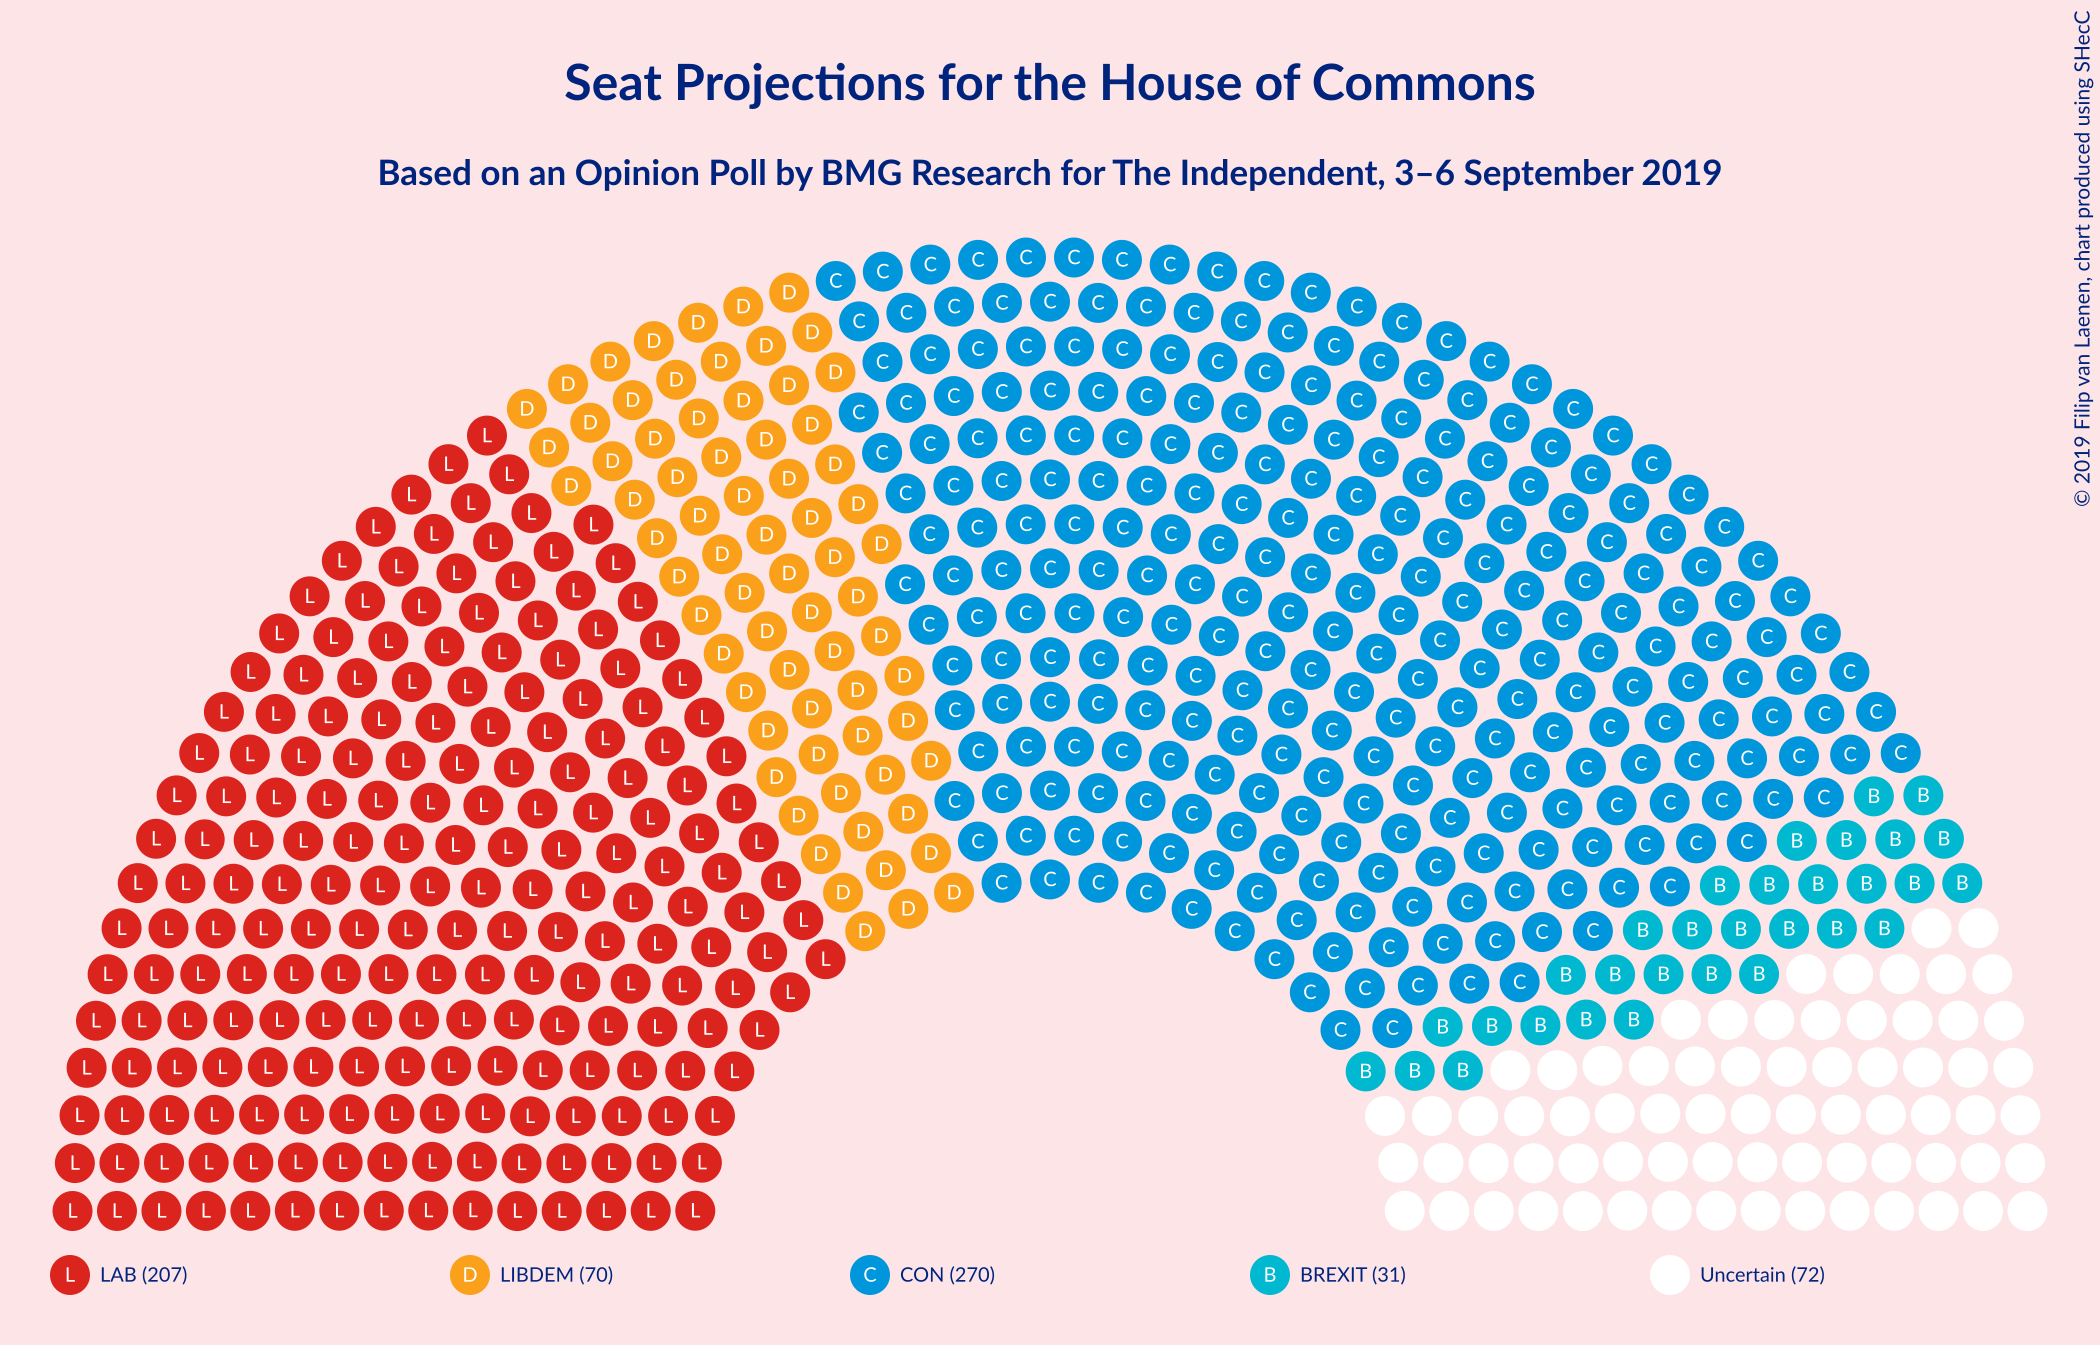 Seat Projections for the House of Commons
Based on an Opinion Poll by BMG Research for The Independent, 3–6 September 2019
© 2019 Filip van Laenen, chart produced using SHecC
L LAB (207)
D LIBDEM (70)
C CON (270)
B BREXIT (31)
Uncertain (72)